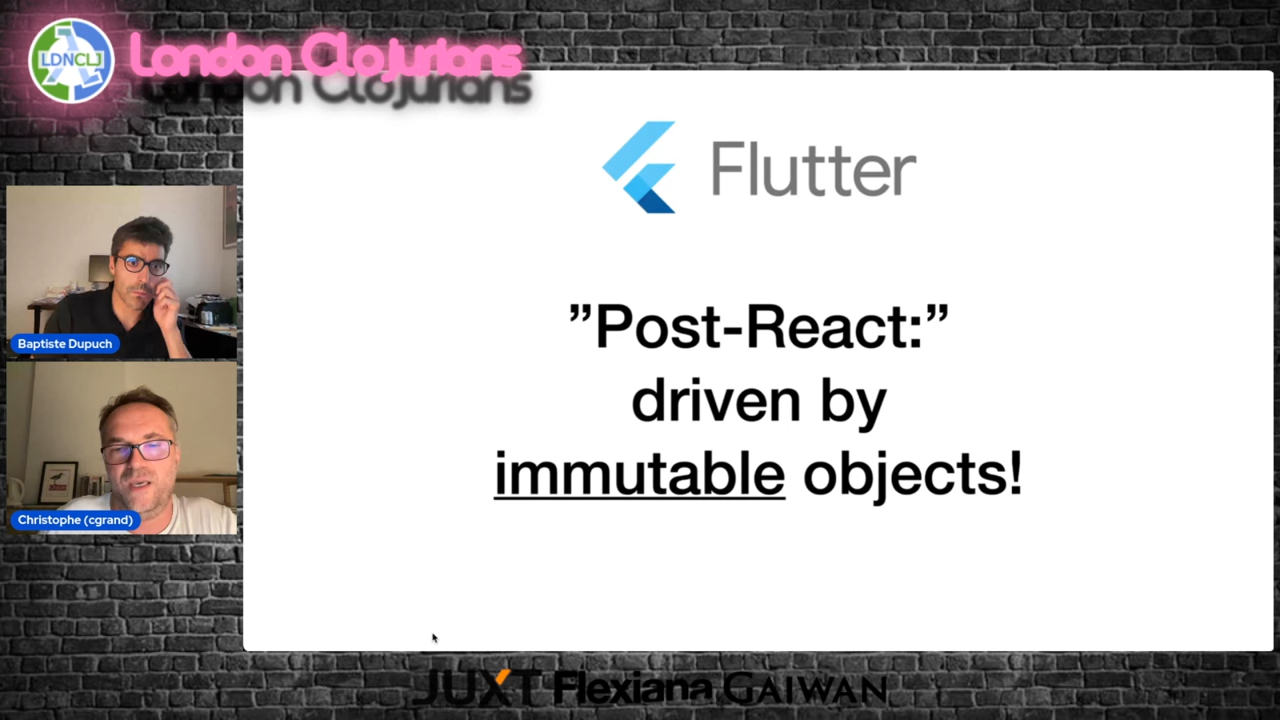 LDNCLJ
London Clojurians
Flutter
”Post-React:”
driven by
immutable objects!
Baptiste Dupuch
Christophe (cgrand)
JUXT Flexiana GAIWAN